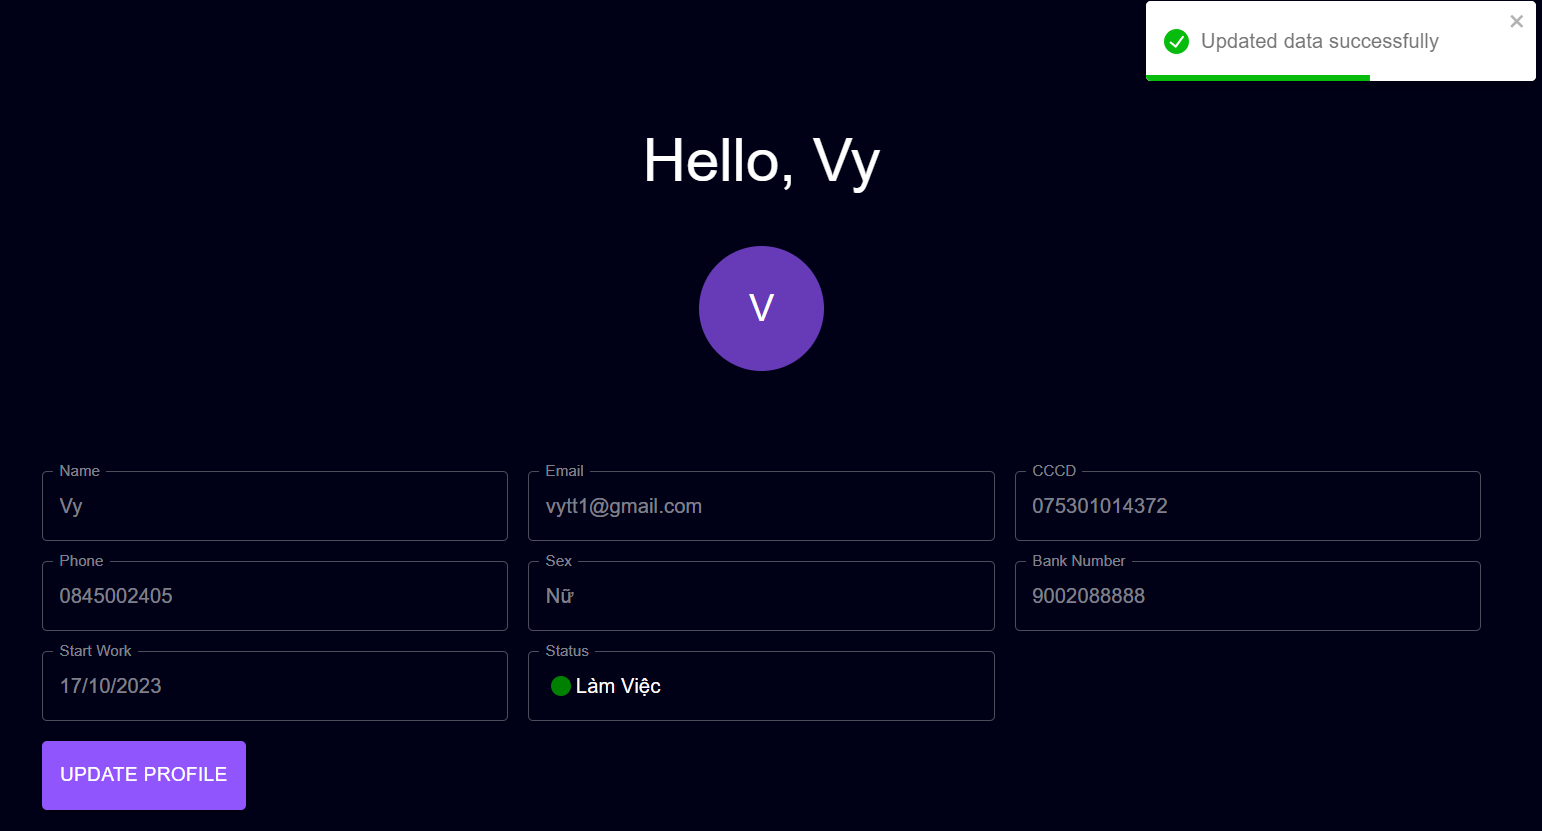 Updated data successfully
Hello, Vy
V
Name
Vy
Email
vytt1@gmail.com
CCCD
075301014372
Phone
0845002405
Sex
Nữ
Bank Number
9002088888
Start Work
17/10/2023
Status
Làm Việc
UPDATE PROFILE